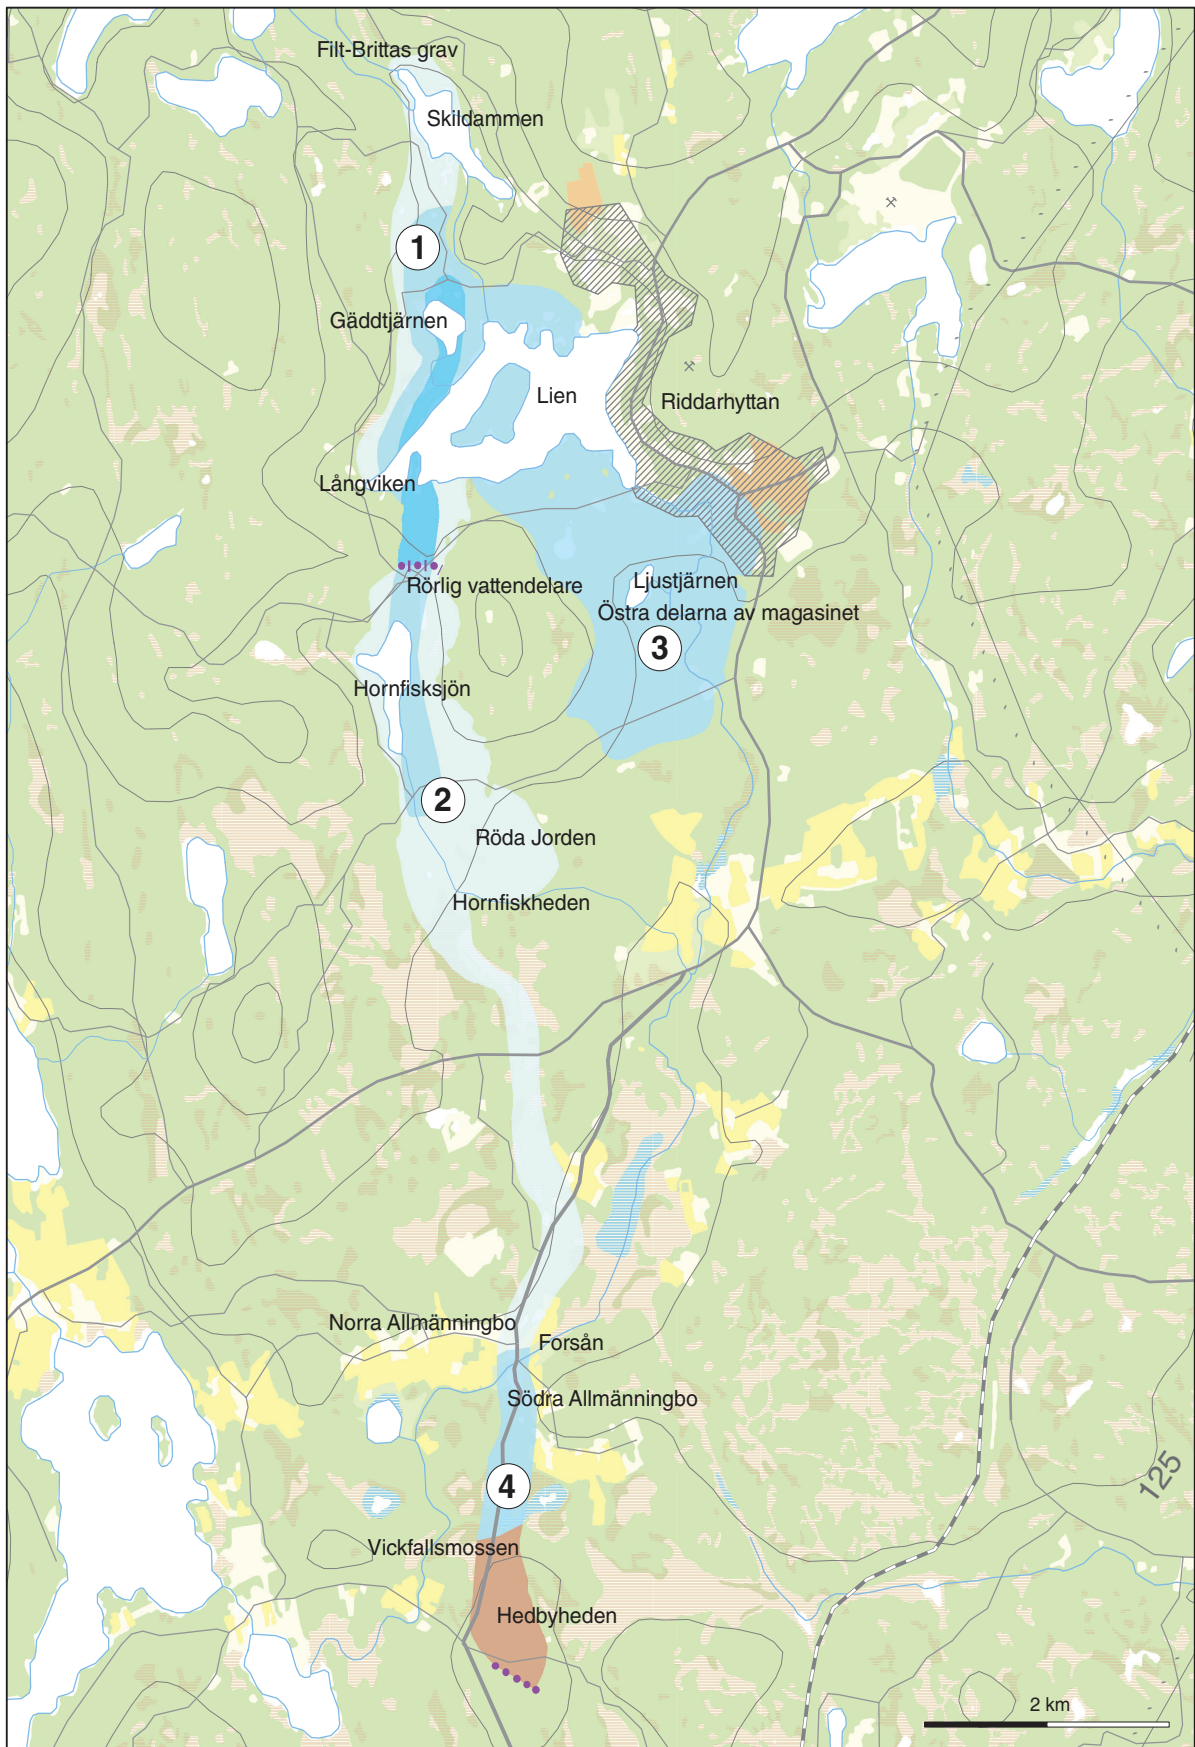 Filt-Brittas grav
Skildammen
1
Gäddtjärnen
Lien
Riddarhyttan
Långviken
Rörlig vattendelare
Ljustjärnen
Östra delarna av magasinet
3
Hornfisksjön
2
Röda Jorden
Hornfiskheden
Norra Allmänningbo
Forsån
Södra Allmänningbo
4
125
Vickfallsmossen
Hedbyheden
2 km